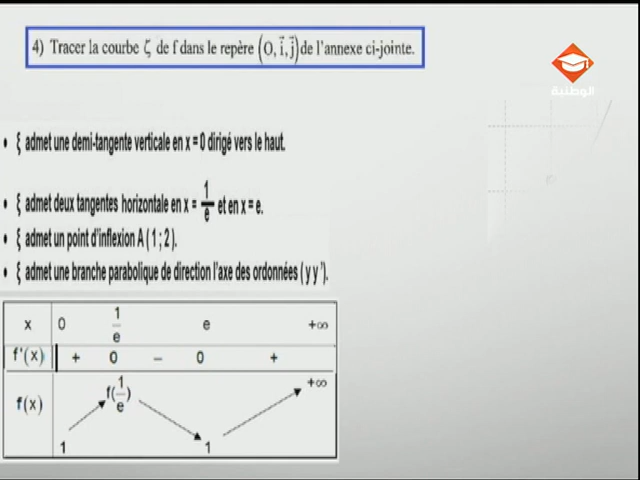 4) Tracer la courbe ζ de f dans le repère (O, i⃗, j⃗) de l'annexe ci-jointe.
الوطنية
• ξ admet une demi-tangente verticale en x = 0 dirigé vers le haut.
• ξ admet deux tangentes horizontale en x = 1/e et en x = e.
• ξ admet un point d'inflexion A ( 1 ; 2 ).
• ξ admet une branche parabolique de direction l'axe des ordonnées ( y y' ).
x 0 1/e e +∞
f'(x) + 0 − 0 +
f(x) 1 f(1/e) 1 +∞